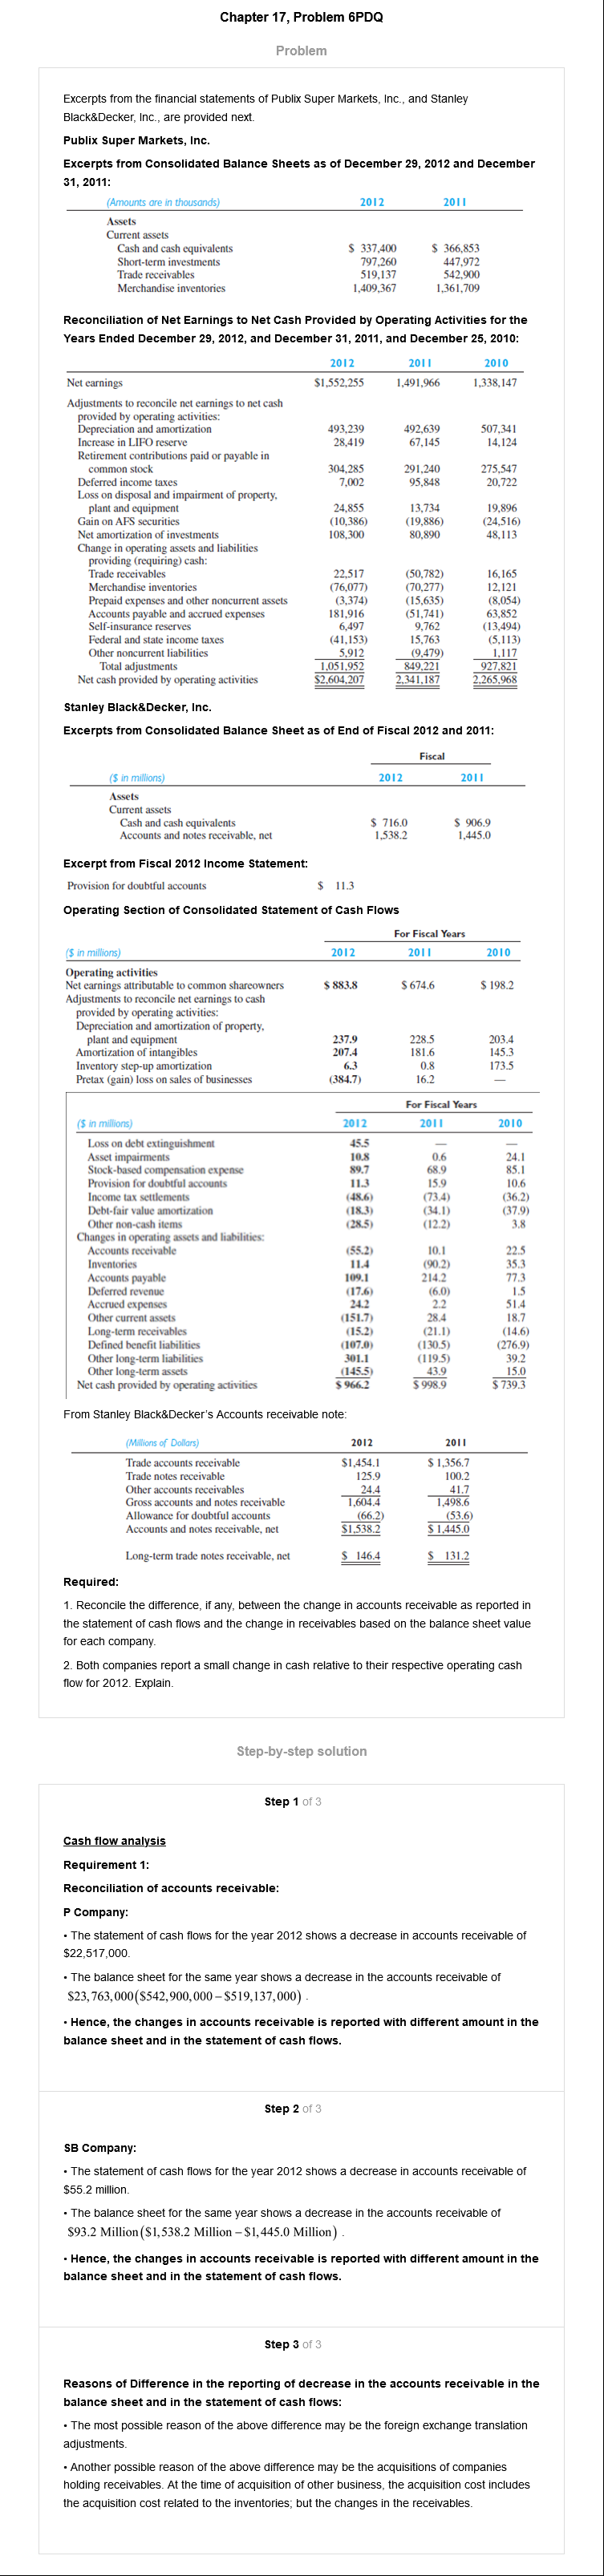 Chapter 17, Problem 6PDQ
Problem
Excerpts from the financial statements of Publix Super Markets, Inc., and Stanley
Black&Decker, Inc., are provided next.
Publix Super Markets, Inc.
Excerpts from Consolidated Balance Sheets as of December 29, 2012 and December
31, 2011:
(Amounts are in thousands) 2012 2011
Assets
Current assets
Cash and cash equivalents $ 337,400 $ 366,853
Short-term investments 797,260 447,972
Trade receivables 519,137 542,900
Merchandise inventories 1,409,367 1,361,709
Reconciliation of Net Earnings to Net Cash Provided by Operating Activities for the
Years Ended December 29, 2012, and December 31, 2011, and December 25, 2010:
2012 2011 2010
Net earnings $1,552,255 1,491,966 1,338,147
Adjustments to reconcile net earnings to net cash
provided by operating activities:
Depreciation and amortization 493,239 492,639 507,341
Increase in LIFO reserve 28,419 67,145 14,124
Retirement contributions paid or payable in
common stock 304,285 291,240 275,547
Deferred income taxes 7,002 95,848 20,722
Loss on disposal and impairment of property,
plant and equipment 24,855 13,734 19,896
Gain on AFS securities (10,386) (19,886) (24,516)
Net amortization of investments 108,300 80,890 48,113
Change in operating assets and liabilities
providing (requiring) cash:
Trade receivables 22,517 (50,782) 16,165
Merchandise inventories (76,077) (70,277) 12,121
Prepaid expenses and other noncurrent assets (3,374) (15,635) (8,054)
Accounts payable and accrued expenses 181,916 (51,741) 63,852
Self-insurance reserves 6,497 9,762 (13,494)
Federal and state income taxes (41,153) 15,763 (5,113)
Other noncurrent liabilities 5,912 (9,479) 1,117
Total adjustments 1,051,952 849,221 927,821
Net cash provided by operating activities $2,604,207 2,341,187 2,265,968
Stanley Black&Decker, Inc.
Excerpts from Consolidated Balance Sheet as of End of Fiscal 2012 and 2011:
Fiscal
($ in millions) 2012 2011
Assets
Current assets
Cash and cash equivalents $ 716.0 $ 906.9
Accounts and notes receivable, net 1,538.2 1,445.0
Excerpt from Fiscal 2012 Income Statement:
Provision for doubtful accounts $ 11.3
Operating Section of Consolidated Statement of Cash Flows
For Fiscal Years
($ in millions) 2012 2011 2010
Operating activities
Net earnings attributable to common shareowners $ 883.8 $ 674.6 $ 198.2
Adjustments to reconcile net earnings to cash
provided by operating activities:
Depreciation and amortization of property,
plant and equipment 237.9 228.5 203.4
Amortization of intangibles 207.4 181.6 145.3
Inventory step-up amortization 6.3 0.8 173.5
Pretax (gain) loss on sales of businesses (384.7) 16.2 —
For Fiscal Years
($ in millions) 2012 2011 2010
Loss on debt extinguishment 45.5 — —
Asset impairments 10.8 0.6 24.1
Stock-based compensation expense 89.7 68.9 85.1
Provision for doubtful accounts 11.3 15.9 10.6
Income tax settlements (48.6) (73.4) (36.2)
Debt-fair value amortization (18.3) (34.1) (37.9)
Other non-cash items (28.5) (12.2) 3.8
Changes in operating assets and liabilities:
Accounts receivable (55.2) 10.1 22.5
Inventories 11.4 (90.2) 35.3
Accounts payable 109.1 214.2 77.3
Deferred revenue (17.6) (6.0) 1.5
Accrued expenses 24.2 2.2 51.4
Other current assets (151.7) 28.4 18.7
Long-term receivables (15.2) (21.1) (14.6)
Defined benefit liabilities (107.0) (130.5) (276.9)
Other long-term liabilities 301.1 (119.5) 39.2
Other long-term assets (145.5) 43.9 15.0
Net cash provided by operating activities $ 966.2 $ 998.9 $ 739.3
From Stanley Black&Decker's Accounts receivable note:
(Millions of Dollars) 2012 2011
Trade accounts receivable $1,454.1 $ 1,356.7
Trade notes receivable 125.9 100.2
Other accounts receivable 24.4 41.7
Gross accounts and notes receivable 1,604.4 1,498.6
Allowance for doubtful accounts (66.2) (53.6)
Accounts and notes receivable, net $1,538.2 $ 1,445.0
Long-term trade notes receivable, net $ 146.4 $ 131.2
Required:
1. Reconcile the difference, if any, between the change in accounts receivable as reported in
the statement of cash flows and the change in receivables based on the balance sheet value
for each company.
2. Both companies report a small change in cash relative to their respective operating cash
flow for 2012. Explain.
Step-by-step solution
Step 1 of 3
Cash flow analysis
Requirement 1:
Reconciliation of accounts receivable:
P Company:
• The statement of cash flows for the year 2012 shows a decrease in accounts receivable of
$22,517,000.
• The balance sheet for the same year shows a decrease in the accounts receivable of
$23,763,000($542,900,000 – $519,137,000) .
• Hence, the changes in accounts receivable is reported with different amount in the
balance sheet and in the statement of cash flows.
Step 2 of 3
SB Company:
• The statement of cash flows for the year 2012 shows a decrease in accounts receivable of
$55.2 million.
• The balance sheet for the same year shows a decrease in the accounts receivable of
$93.2 Million($1,538.2 Million – $1,445.0 Million) .
• Hence, the changes in accounts receivable is reported with different amount in the
balance sheet and in the statement of cash flows.
Step 3 of 3
Reasons of Difference in the reporting of decrease in the accounts receivable in the
balance sheet and in the statement of cash flows:
• The most possible reason of the above difference may be the foreign exchange translation
adjustments.
• Another possible reason of the above difference may be the acquisitions of companies
holding receivables. At the time of acquisition of other business, the acquisition cost includes
the acquisition cost related to the inventories; but the changes in the receivables.